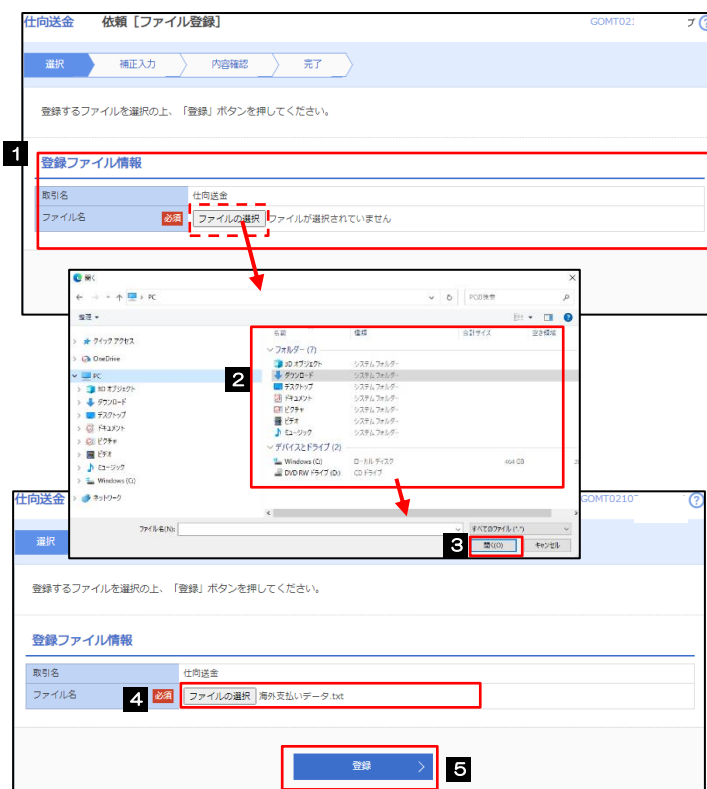 仕向送金 依頼［ファイル登録］ GOMT02
選択 補正入力 内容確認 完了
登録するファイルを選択の上、「登録」ボタンを押してください。
1
登録ファイル情報
取引名 仕向送金
ファイル名 必須 ファイルの選択 ファイルが選択されていません
開く
PC PCの検索
整理
名前 種類 合計サイズ 空き領域
クイック アクセス
OneDrive
PC
3D オブジェクト
ダウンロード
デスクトップ
ドキュメント
ピクチャ
ビデオ
ミュージック
Windows (C:)
ネットワーク
2
フォルダー (7)
3D オブジェクト システム フォルダー
ダウンロード システム フォルダー
デスクトップ システム フォルダー
ドキュメント システム フォルダー
ピクチャ システム フォルダー
ビデオ システム フォルダー
ミュージック システム フォルダー
デバイスとドライブ (2)
Windows (C:) ローカル ディスク 464 GB
DVD RW ドライブ (D:) CD ドライブ
ファイル名(N): すべてのファイル (*.*)
3 開く(O) キャンセル
仕向送金 GOMT0210
選択
登録するファイルを選択の上、「登録」ボタンを押してください。
登録ファイル情報
取引名 仕向送金
ファイル名 4 必須 ファイルの選択 海外支払いデータ.txt
登録 5